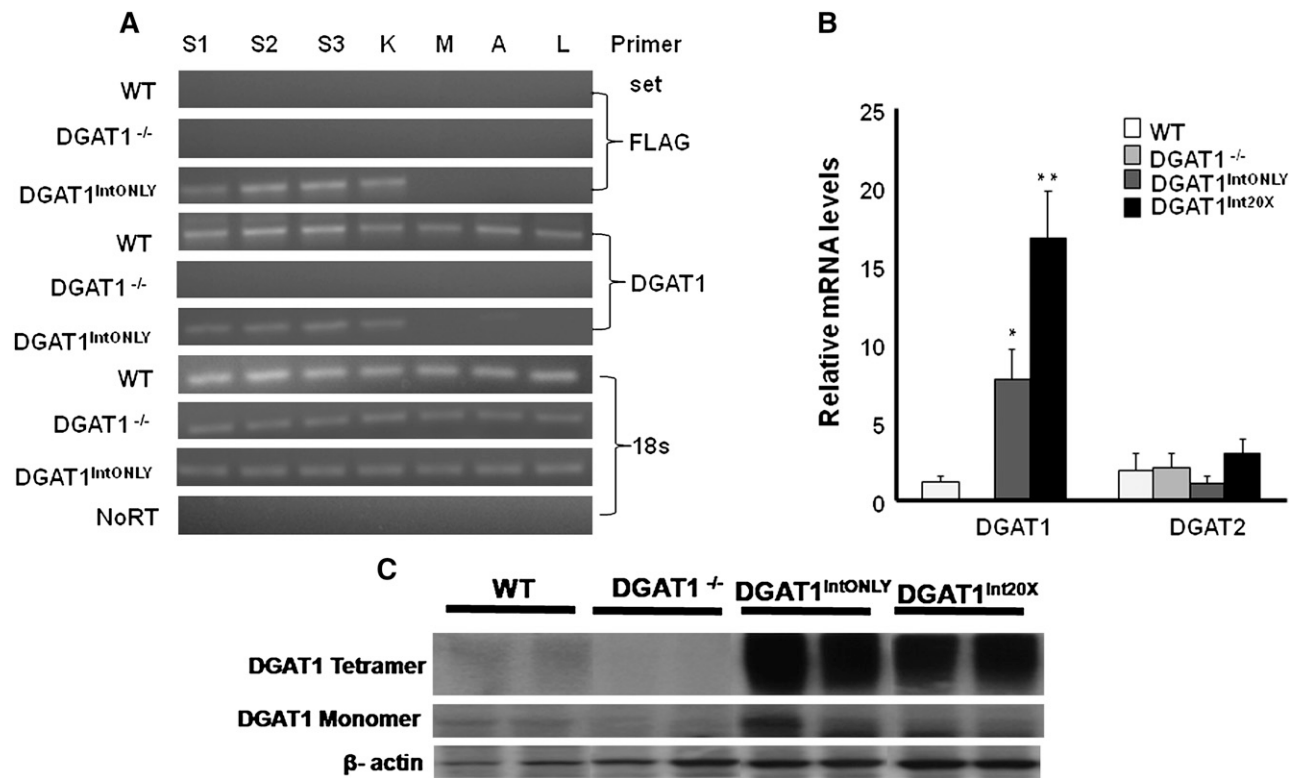 A
S1 S2 S3 K M A L Primer
set
WT
DGAT1 -/-
FLAG
DGAT1IntONLY
WT
DGAT1 -/-
DGAT1
DGAT1IntONLY
WT
DGAT1 -/-
18s
DGAT1IntONLY
NoRT
B
Relative mRNA levels
25
20
15
10
5
0
WT
DGAT1-/-
DGAT1IntONLY
DGAT1Int20X
*
**
DGAT1 DGAT2
C
WT DGAT1 -/- DGAT1IntONLY DGAT1Int20X
DGAT1 Tetramer
DGAT1 Monomer
β- actin